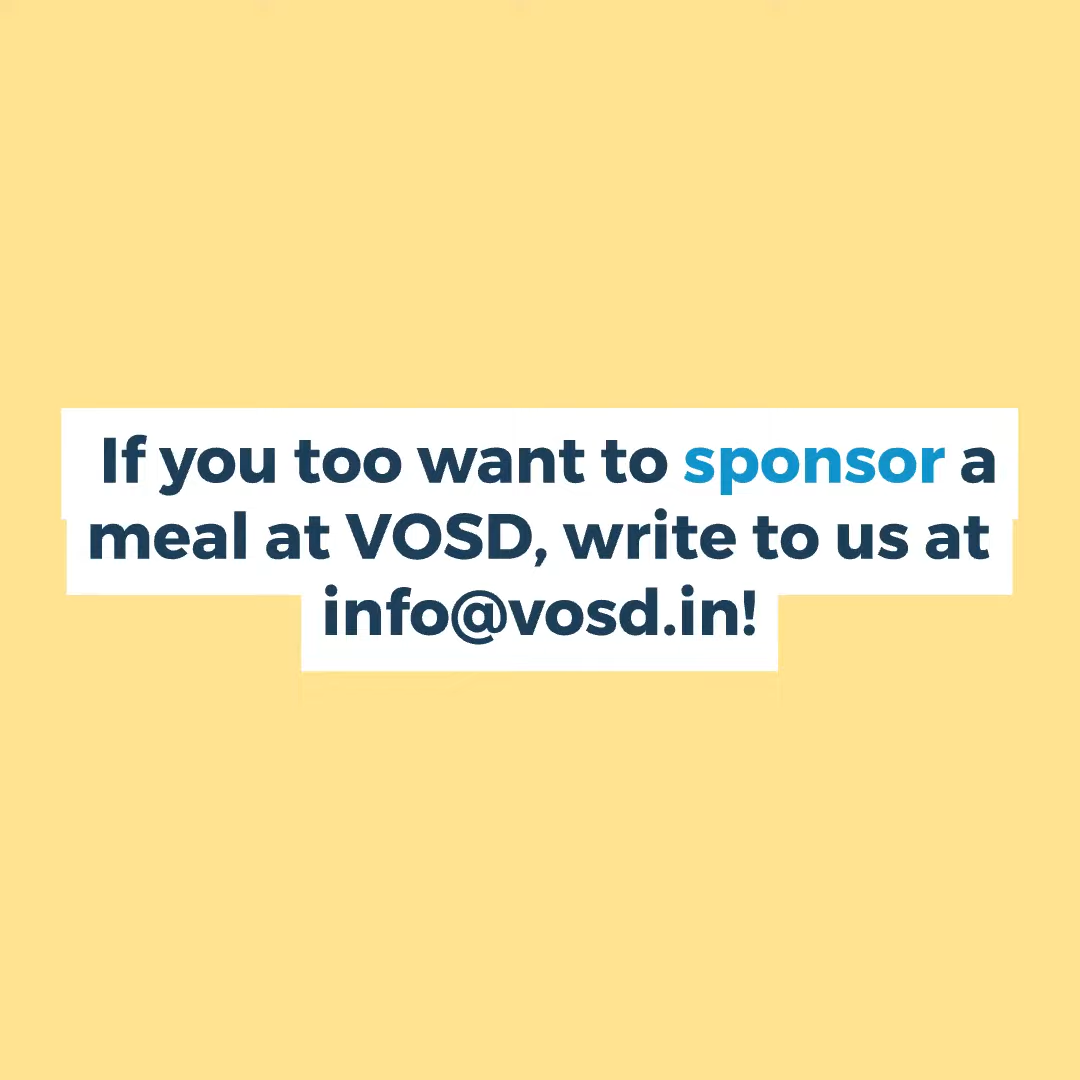 If you too want to sponsor a
meal at VOSD, write to us at
info@vosd.in!